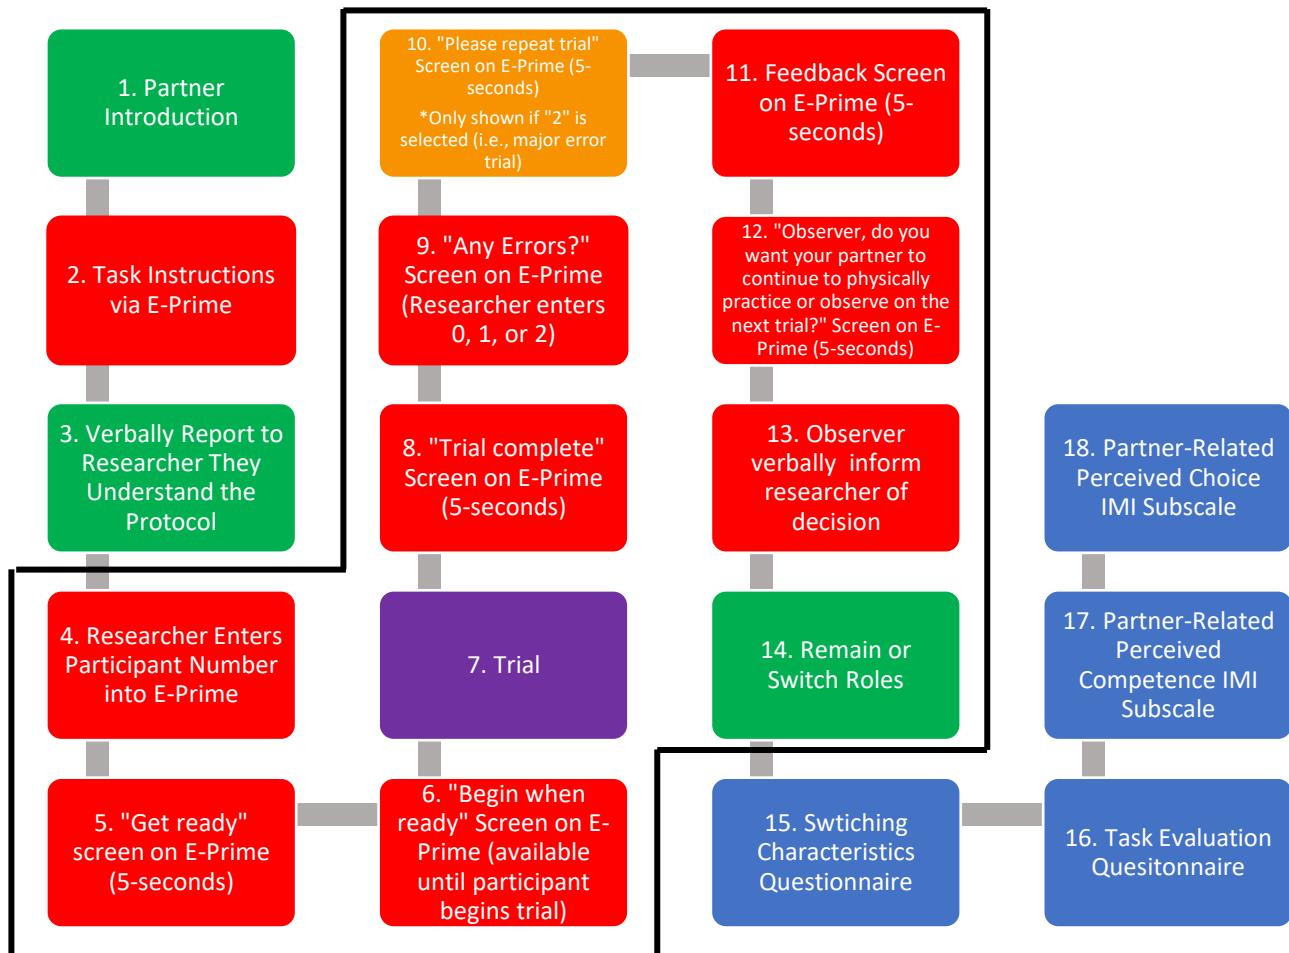 1. Partner
Introduction
2. Task Instructions
via E-Prime
3. Verbally Report to
Researcher They
Understand the
Protocol
4. Researcher Enters
Participant Number
into E-Prime
5. "Get ready"
screen on E-Prime
(5-seconds)
6. "Begin when
ready" Screen on E-
Prime (available
until participant
begins trial)
7. Trial
8. "Trial complete"
Screen on E-Prime
(5-seconds)
9. "Any Errors?"
Screen on E-Prime
(Researcher enters
0, 1, or 2)
10. "Please repeat trial"
Screen on E-Prime (5-
seconds)
*Only shown if "2" is
selected (i.e., major error
trial)
11. Feedback Screen
on E-Prime (5-
seconds)
12. "Observer, do you
want your partner to
continue to physically
practice or observe on the
next trial?" Screen on E-
Prime (5-seconds)
13. Observer
verbally  inform
researcher of
decision
14. Remain or
Switch Roles
15. Swtiching
Characteristics
Questionnaire
16. Task Evaluation
Quesitonnaire
17. Partner-Related
Perceived
Competence IMI
Subscale
18. Partner-Related
Perceived Choice
IMI Subscale